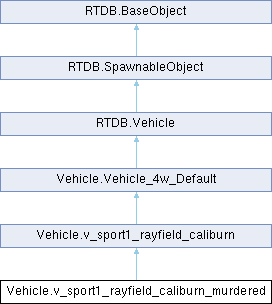 RTDB.BaseObject
RTDB.SpawnableObject
RTDB.Vehicle
Vehicle.Vehicle_4w_Default
Vehicle.v_sport1_rayfield_caliburn
Vehicle.v_sport1_rayfield_caliburn_murdered